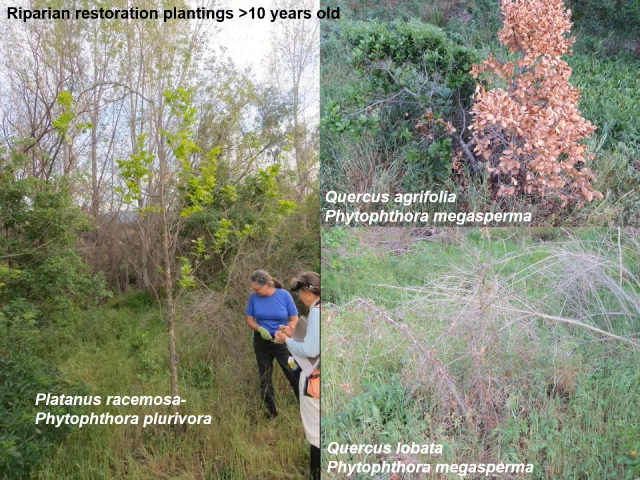 Riparian restoration plantings >10 years old
Quercus agrifolia
Phytophthora megasperma
Platanus racemosa-
Phytophthora plurivora
Quercus lobata
Phytophthora megasperma